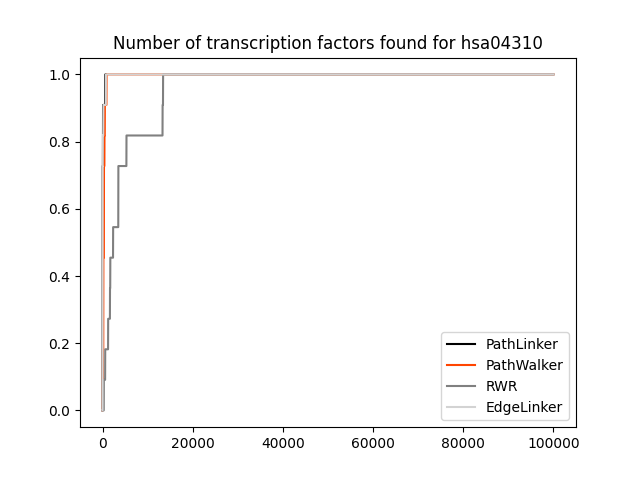 Number of transcription factors found for hsa04310
1.0
0.8
0.6
0.4
0.2
0.0
PathLinker
PathWalker
RWR
EdgeLinker
0 20000 40000 60000 80000 100000